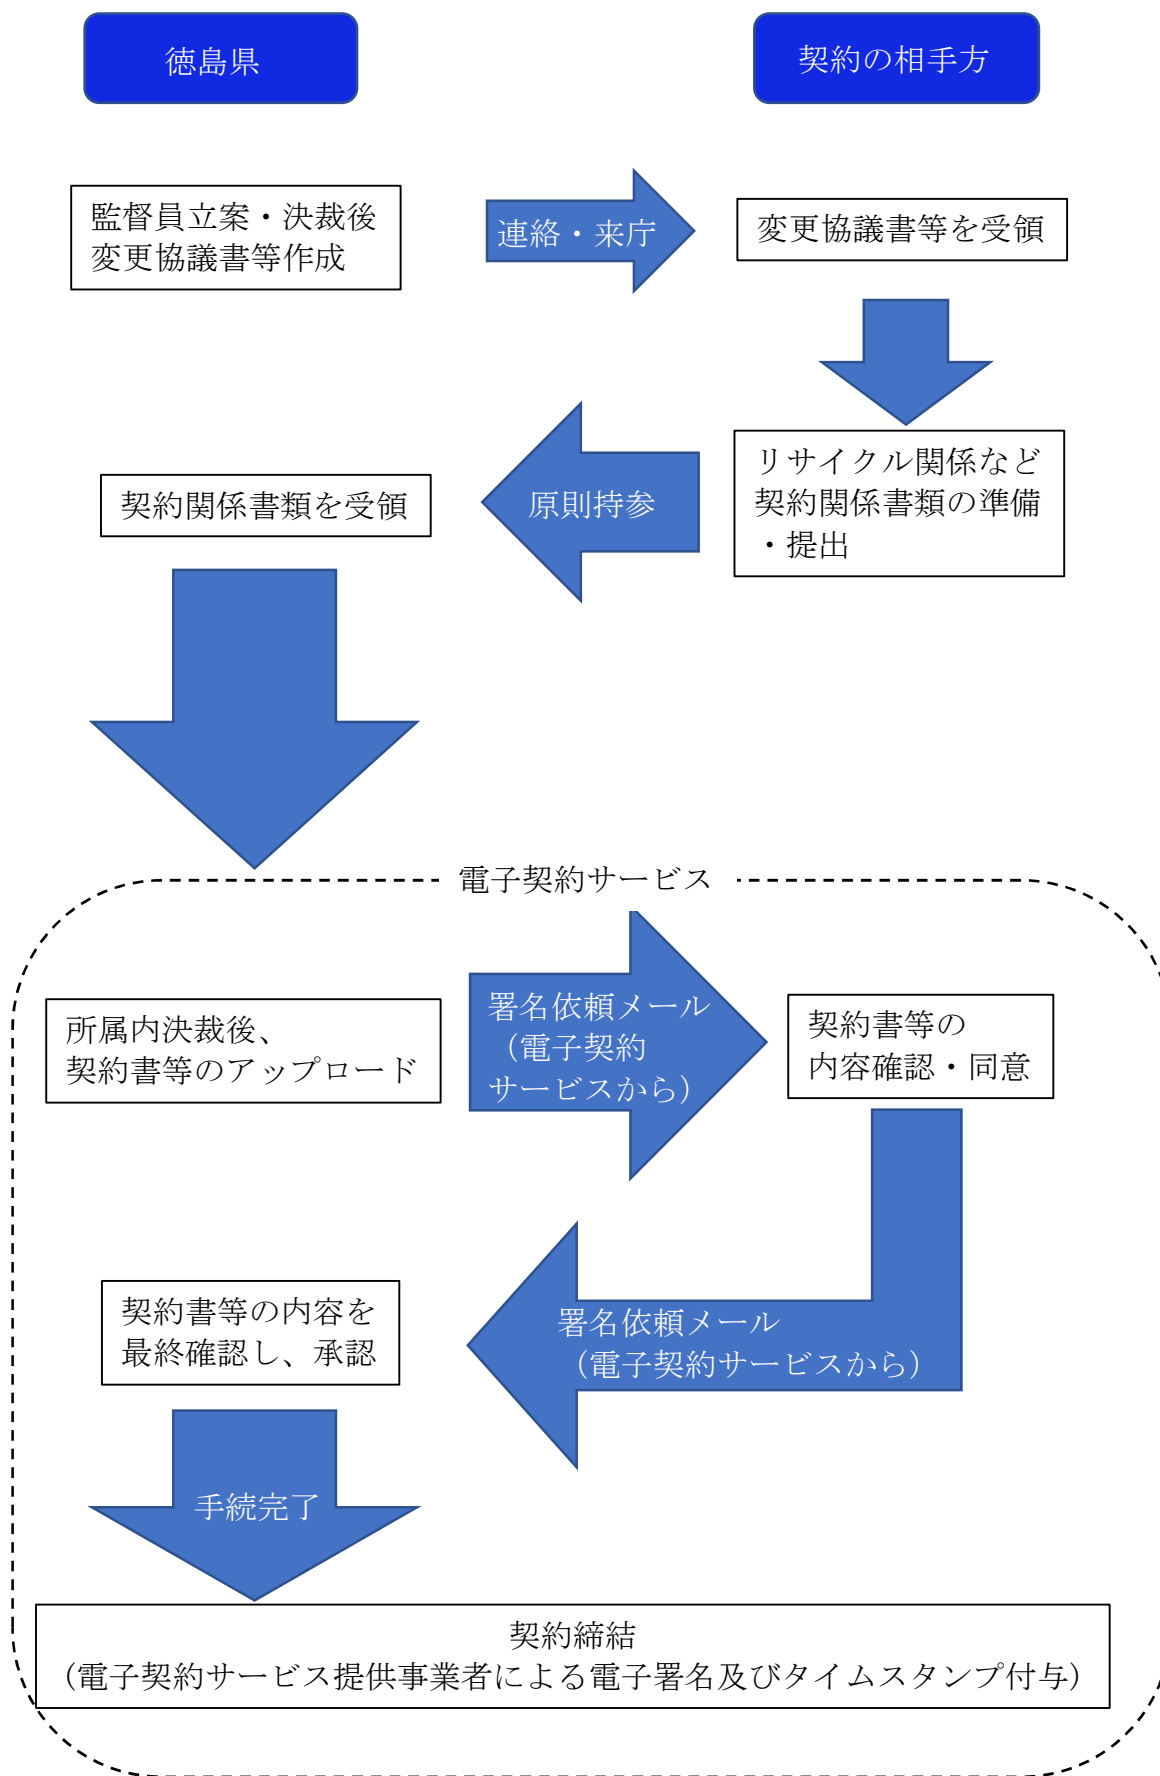 徳島県
契約の相手方
監督員立案・決裁後
変更協議書等作成
連絡・来庁
変更協議書等を受領
リサイクル関係など
契約関係書類の準備
・提出
原則持参
契約関係書類を受領
電子契約サービス
所属内決裁後、
契約書等のアップロード
署名依頼メール
（電子契約
サービスから）
契約書等の
内容確認・同意
署名依頼メール
（電子契約サービスから）
契約書等の内容を
最終確認し、承認
手続完了
契約締結
（電子契約サービス提供事業者による電子署名及びタイムスタンプ付与）